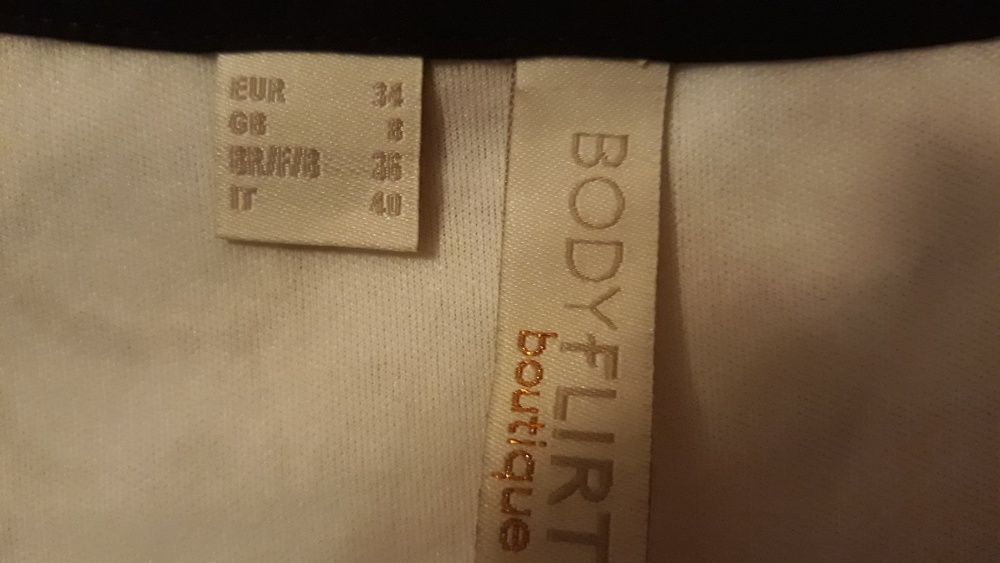 EUR 34
GB 8
BR/F/B 36
IT 40
BODYFLIRT
boutique